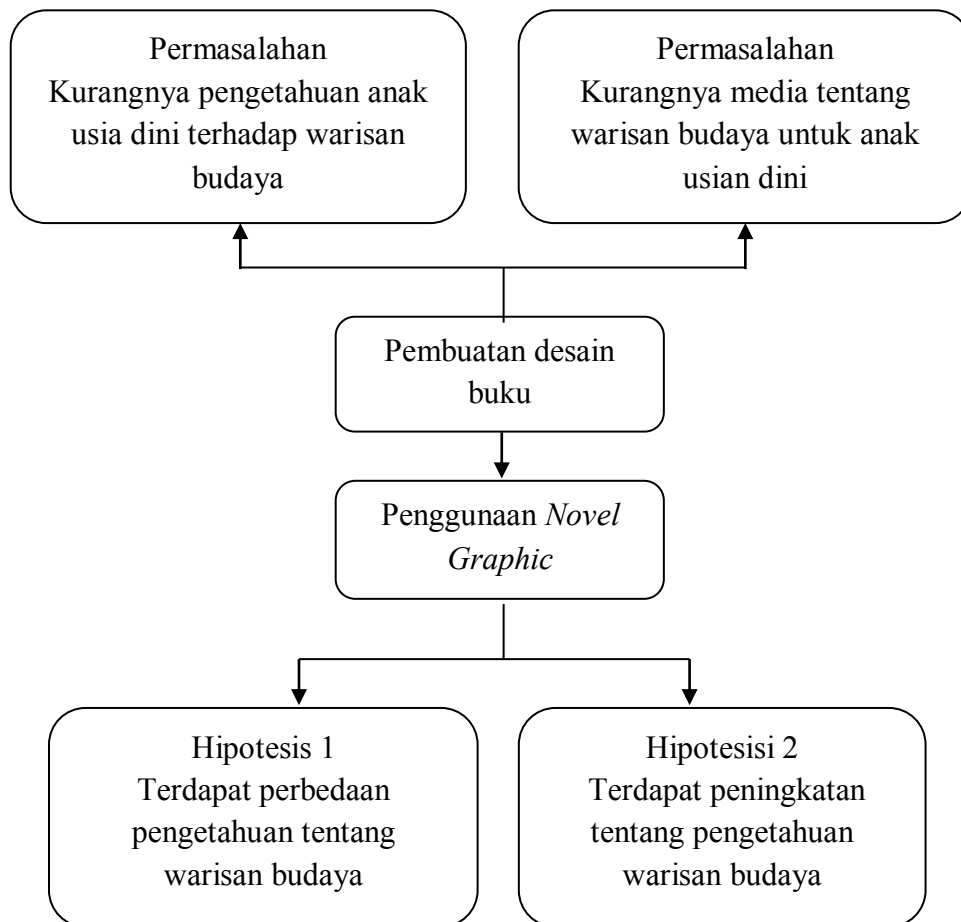 Permasalahan
Kurangnya pengetahuan anak
usia dini terhadap warisan
budaya
Permasalahan
Kurangnya media tentang
warisan budaya untuk anak
usian dini
Pembuatan desain
buku
Penggunaan Novel
Graphic
Hipotesis 1
Terdapat perbedaan
pengetahuan tentang
warisan budaya
Hipotesisi 2
Terdapat peningkatan
tentang pengetahuan
warisan budaya